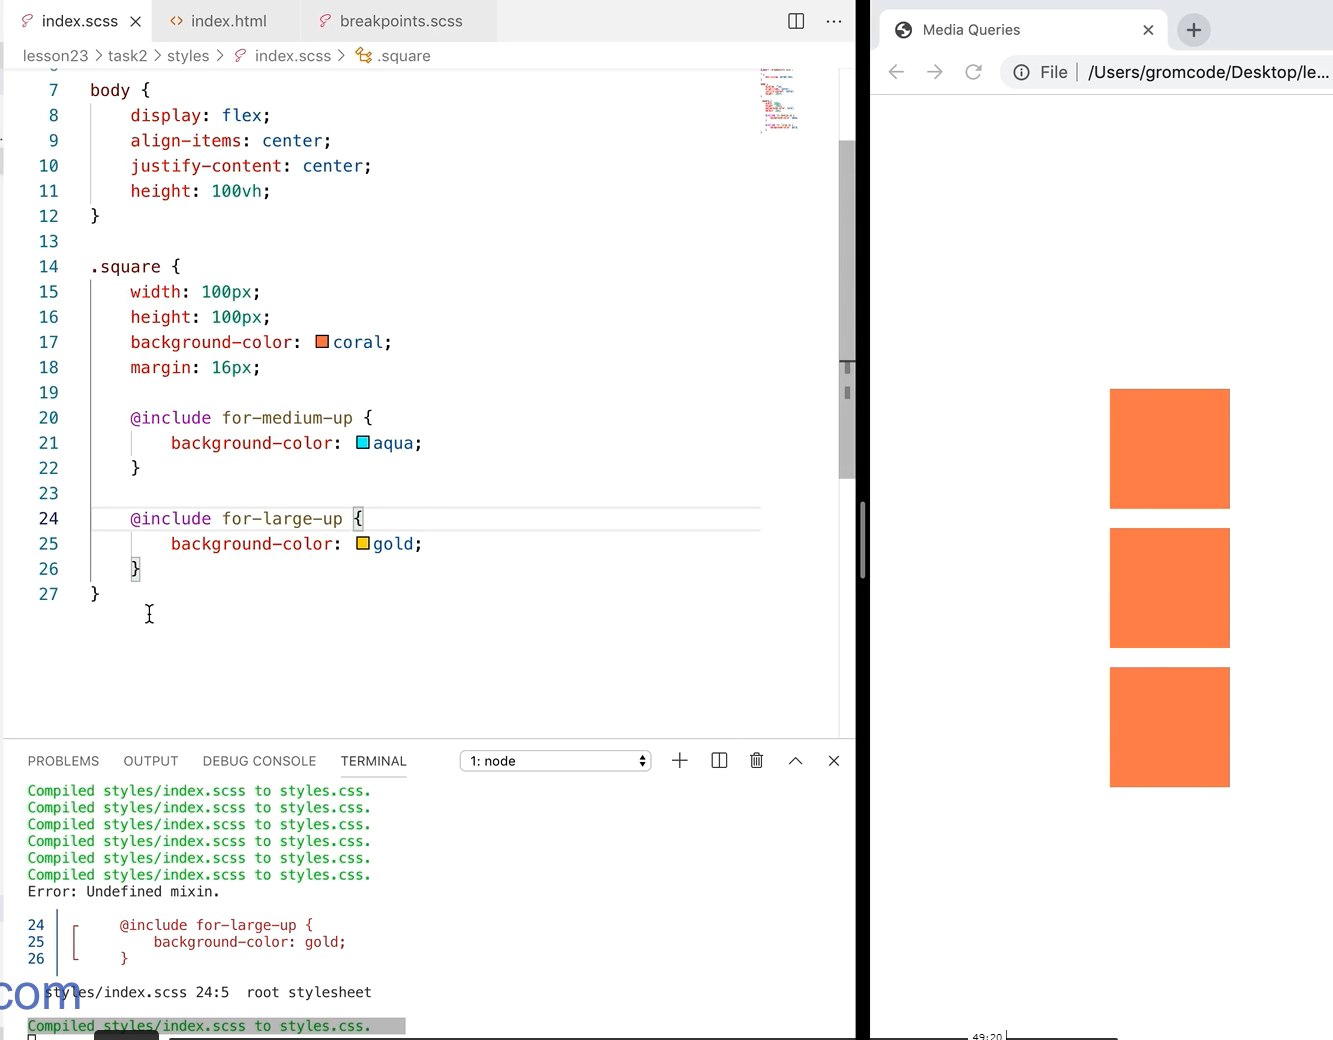 index.scss
index.html
breakpoints.scss
lesson23 > task2 > styles > index.scss > .square
7 body {
8 display: flex;
9 align-items: center;
10 justify-content: center;
11 height: 100vh;
12 }
13
14 .square {
15 width: 100px;
16 height: 100px;
17 background-color: coral;
18 margin: 16px;
19
20 @include for-medium-up {
21 background-color: aqua;
22 }
23
24 @include for-large-up {
25 background-color: gold;
26 }
27 }
PROBLEMS OUTPUT DEBUG CONSOLE TERMINAL 1: node
Compiled styles/index.scss to styles.css.
Compiled styles/index.scss to styles.css.
Compiled styles/index.scss to styles.css.
Compiled styles/index.scss to styles.css.
Compiled styles/index.scss to styles.css.
Compiled styles/index.scss to styles.css.
Error: Undefined mixin.
24 @include for-large-up {
25 background-color: gold;
26 }
styles/index.scss 24:5 root stylesheet
com
Compiled styles/index.scss to styles.css.
Media Queries
File | /Users/gromcode/Desktop/le...
49:20